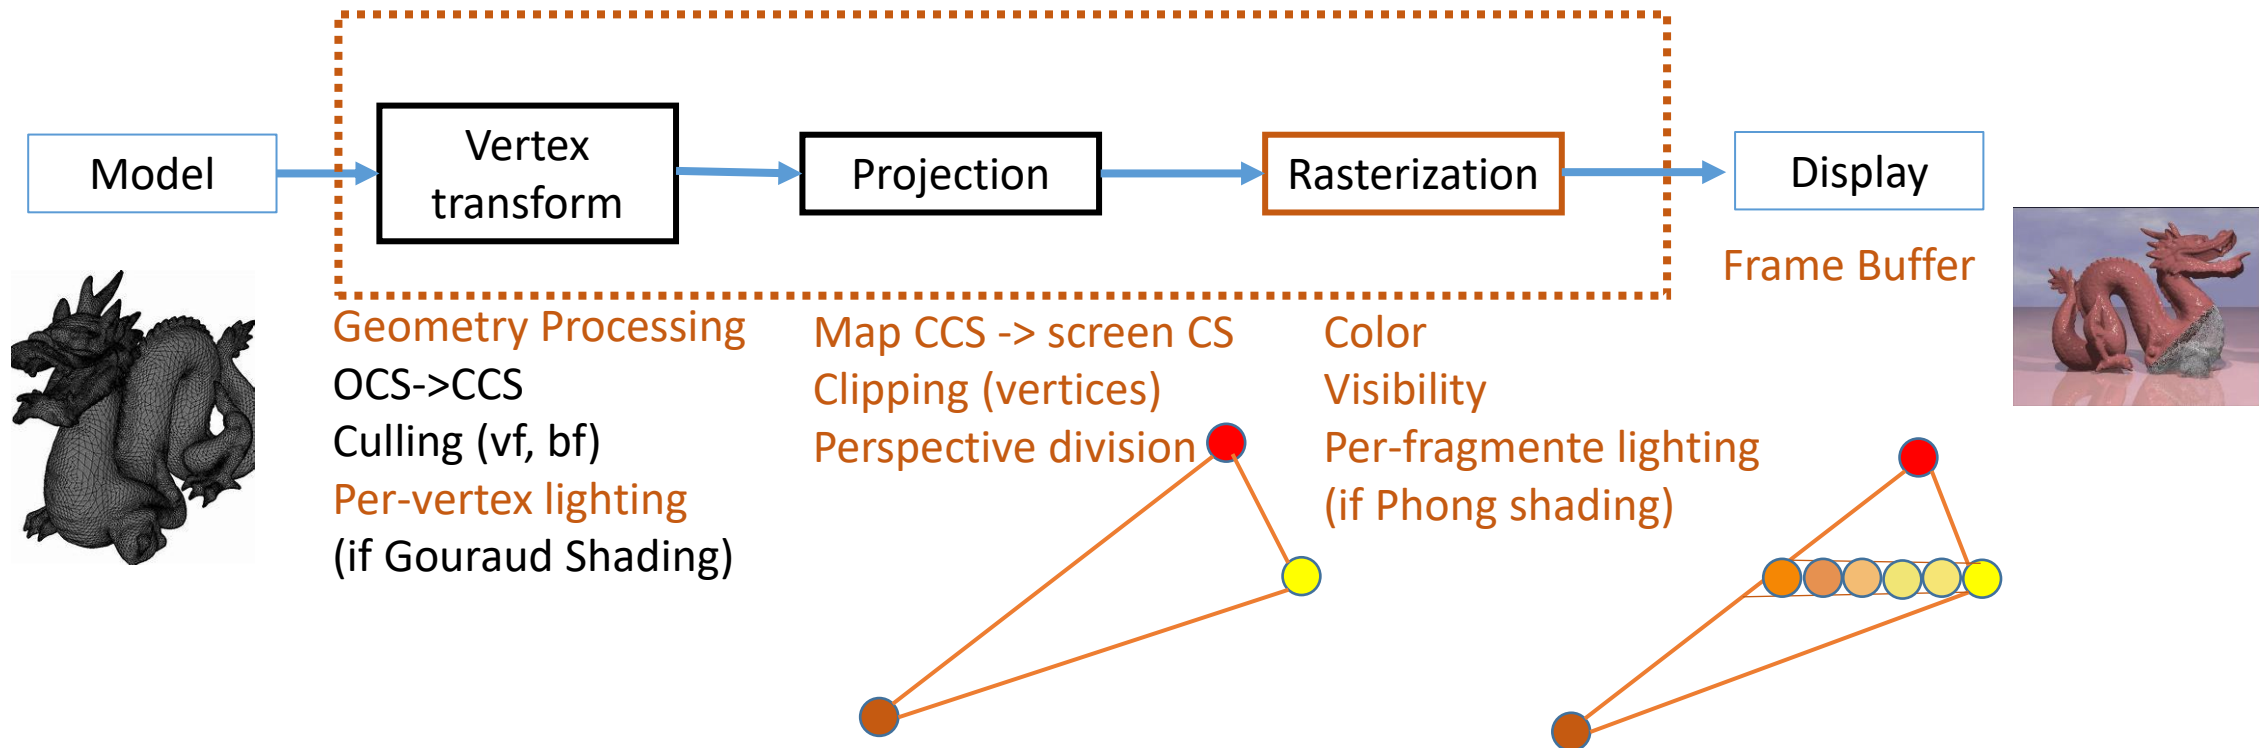 Model
Vertex
transform
Projection
Rasterization
Display
Frame Buffer
Geometry Processing
OCS->CCS
Culling (vf, bf)
Per-vertex lighting
(if Gouraud Shading)
Map CCS -> screen CS
Clipping (vertices)
Perspective division
Color
Visibility
Per-fragmente lighting
(if Phong shading)